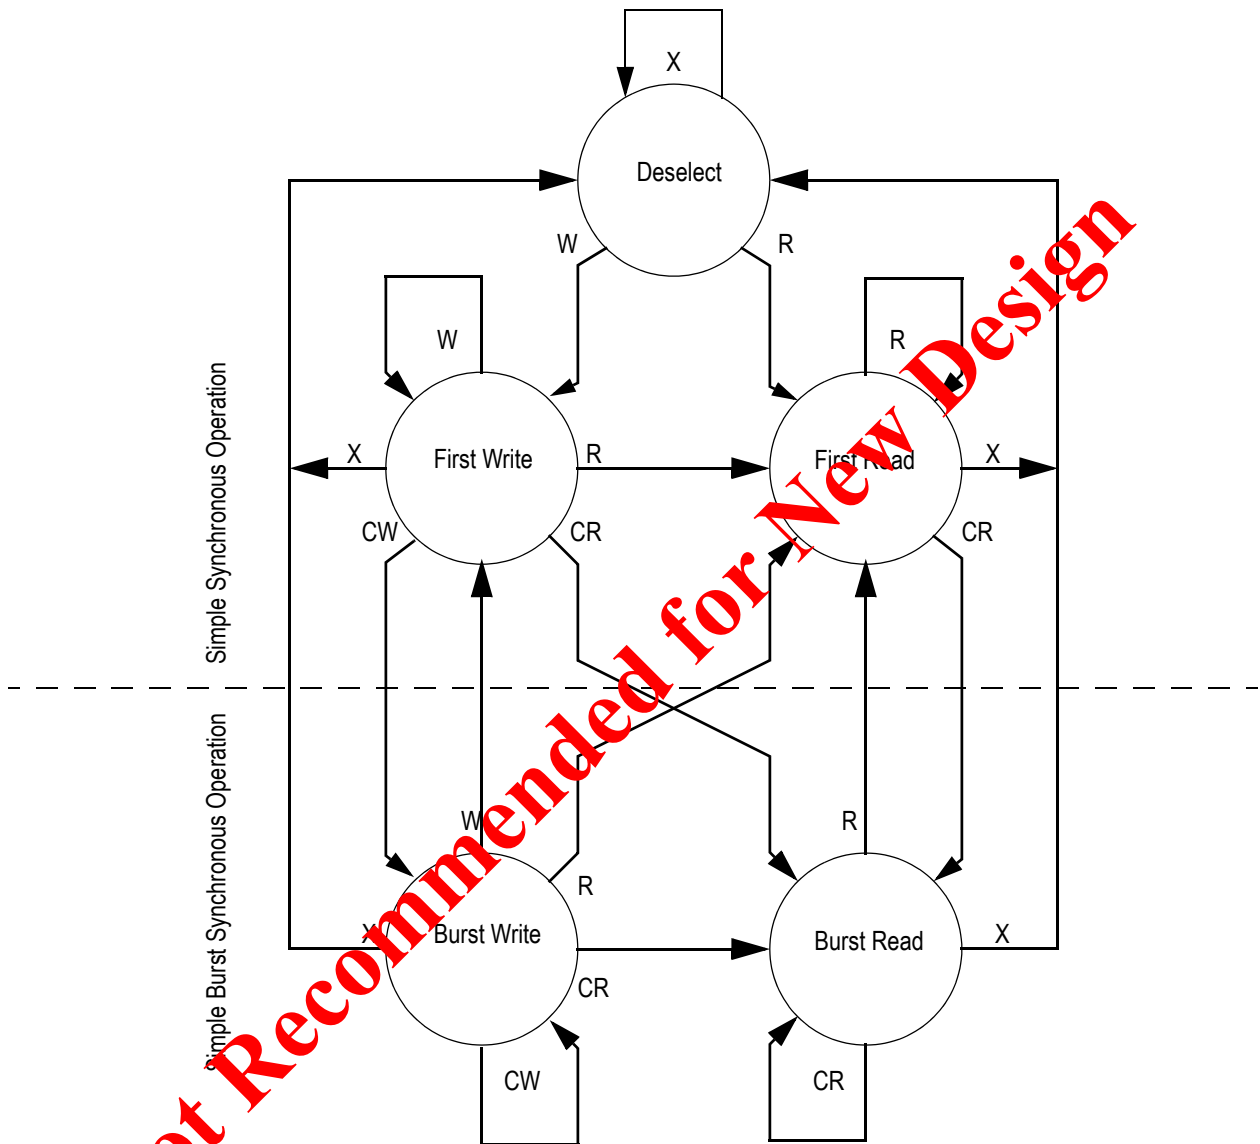 X
Deselect
W
R
W
R
Simple Synchronous Operation
X
First Write
R
First Read
X
CW
CR
CR
Simple Burst Synchronous Operation
W
R
R
X
Burst Write
Burst Read
X
CR
CW
CR
ot Recommended for New Design